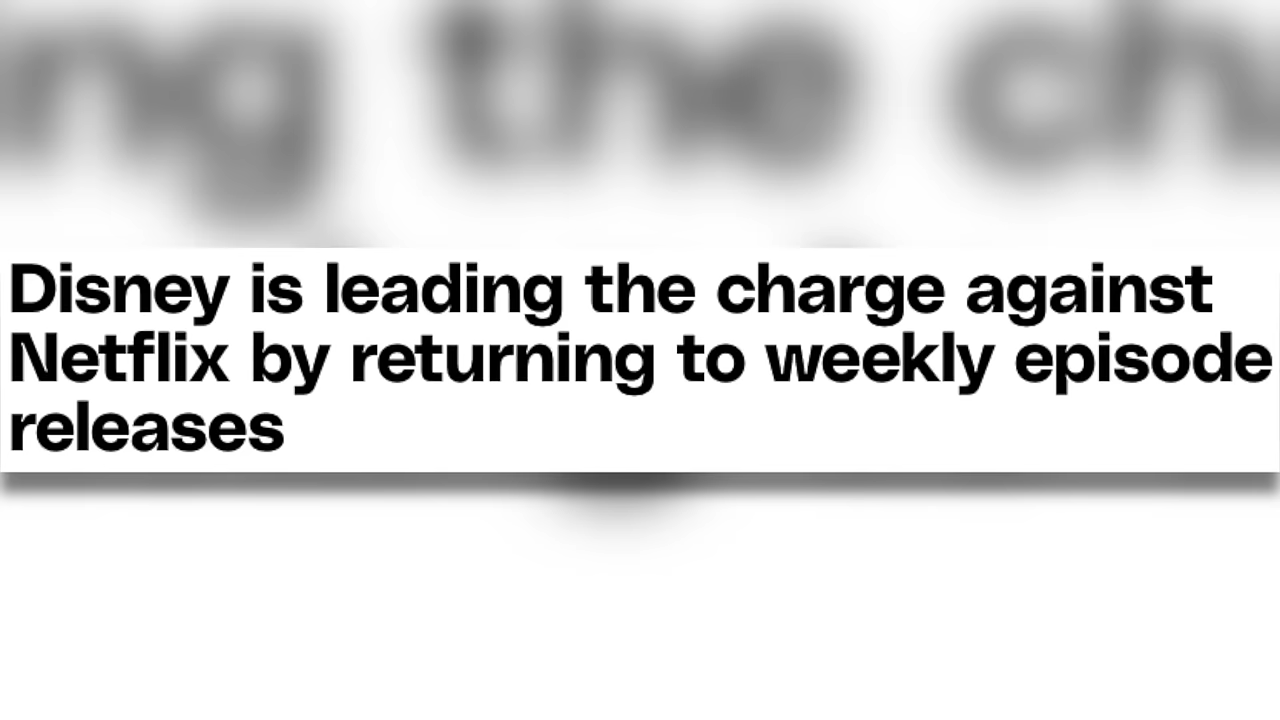 Disney is leading the charge against
Netflix by returning to weekly episode
releases